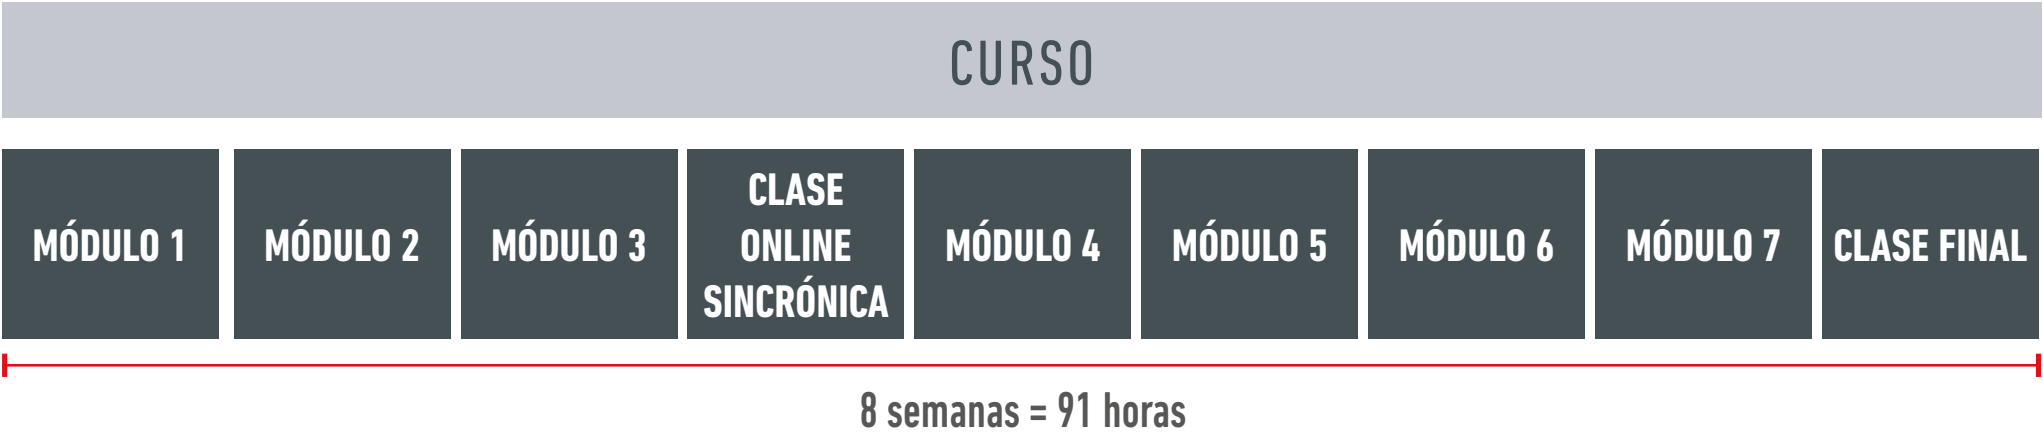 CURSO
MÓDULO 1
MÓDULO 2
MÓDULO 3
CLASE
ONLINE
SINCRÓNICA
MÓDULO 4
MÓDULO 5
MÓDULO 6
MÓDULO 7
CLASE FINAL
8 semanas = 91 horas